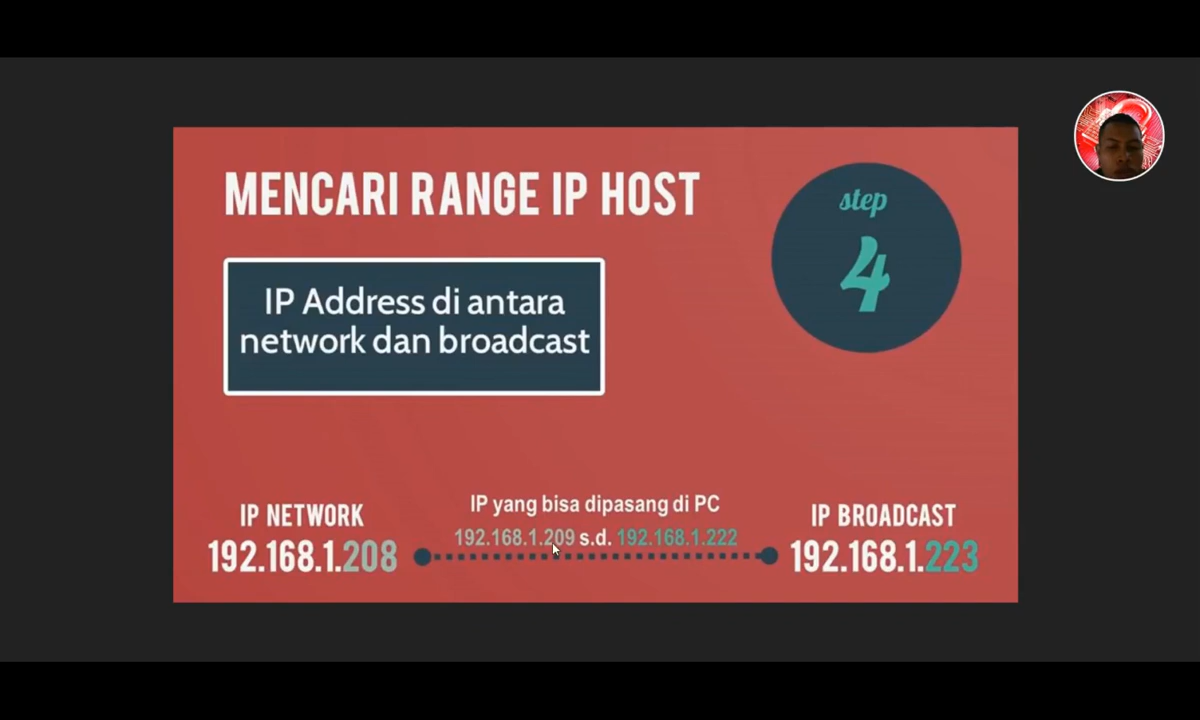 MENCARI RANGE IP HOST
step
4
IP Address di antara
network dan broadcast
IP yang bisa dipasang di PC
192.168.1.209 s.d. 192.168.1.222
IP NETWORK
192.168.1.208
IP BROADCAST
192.168.1.223